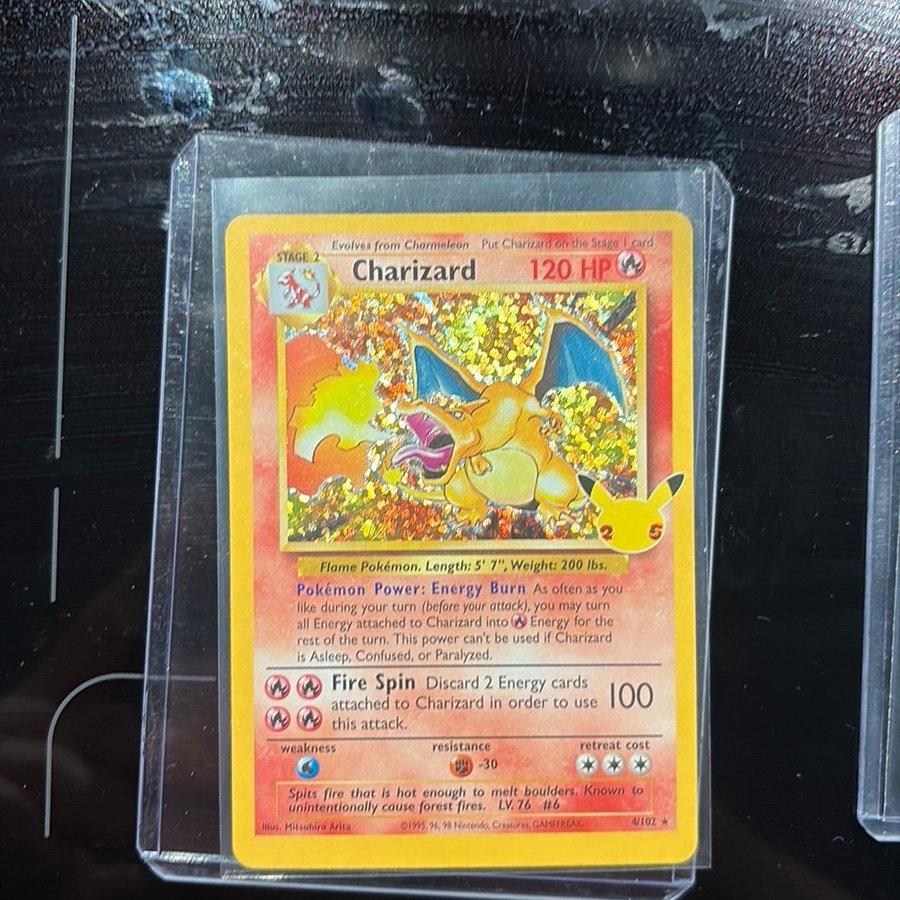 Evolves from Charmeleon Put Charizard on the Stage 1 card
STAGE 2
Charizard 120 HP
25
Flame Pokémon. Length: 5' 7", Weight: 200 lbs.
Pokémon Power: Energy Burn As often as you
like during your turn (before your attack), you may turn
all Energy attached to Charizard into Energy for the
rest of the turn. This power can't be used if Charizard
is Asleep, Confused, or Paralyzed.
Fire Spin Discard 2 Energy cards
attached to Charizard in order to use 100
this attack.
weakness resistance retreat cost
-30
Spits fire that is hot enough to melt boulders. Known to
unintentionally cause forest fires. LV. 76 #6
Illus. Mitsuhiro Arita ©1995, 96, 98 Nintendo, Creatures, GAMEFREAK. 4/102 ★